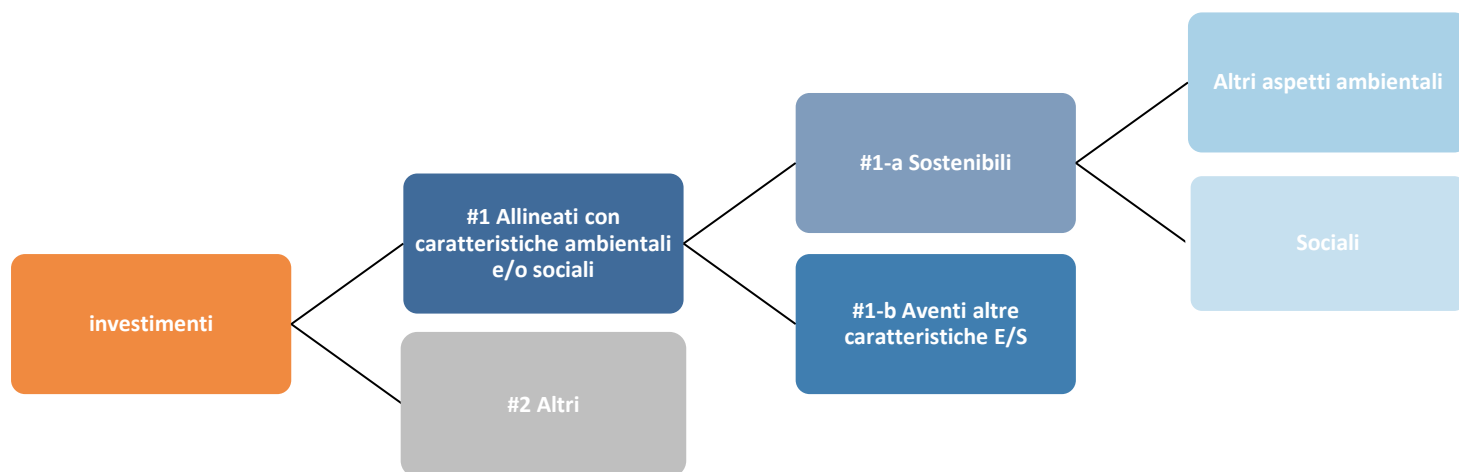 investimenti
#1 Allineati con
caratteristiche ambientali
e/o sociali
#2 Altri
#1-a Sostenibili
#1-b Aventi altre
caratteristiche E/S
Altri aspetti ambientali
Sociali